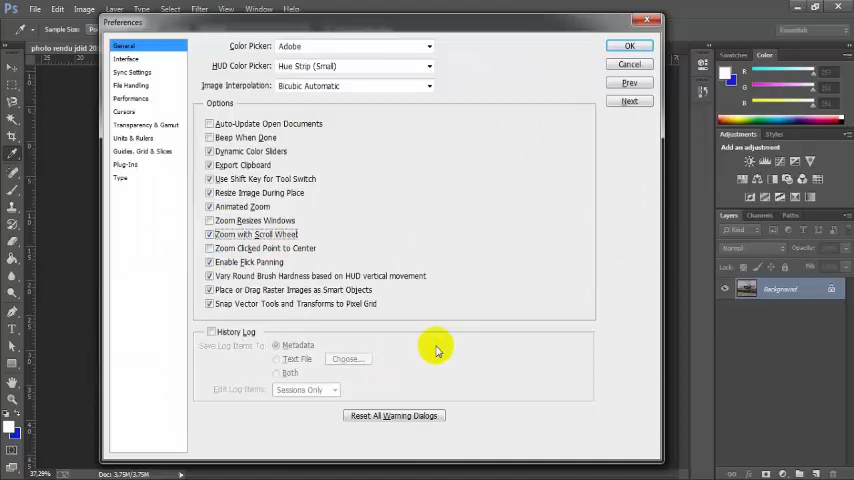 Ps File Edit Image Layer Type Select Filter View Window Help
Preferences
Sample Size:
Essentials
photo rendu jdid 20
General
Interface
Sync Settings
File Handling
Performance
Cursors
Transparency & Gamut
Units & Rulers
Guides, Grid & Slices
Plug-Ins
Type
Color Picker: Adobe
HUD Color Picker: Hue Strip (Small)
Image Interpolation: Bicubic Automatic
OK
Cancel
Prev
Next
Options
Auto-Update Open Documents
Beep When Done
Dynamic Color Sliders
Export Clipboard
Use Shift Key for Tool Switch
Resize Image During Place
Animated Zoom
Zoom Resizes Windows
Zoom with Scroll Wheel
Zoom Clicked Point to Center
Enable Flick Panning
Vary Round Brush Hardness based on HUD vertical movement
Place or Drag Raster Images as Smart Objects
Snap Vector Tools and Transforms to Pixel Grid
History Log
Save Log Items To: Metadata
Text File Choose...
Both
Edit Log Items: Sessions Only
Reset All Warning Dialogs
Swatches Color
R
G
B
Adjustments Styles
Add an adjustment
Layers Channels Paths
Kind
Normal Opacity:
Lock: Fill:
Background
37,29% Doc: 3,75M/3,75M